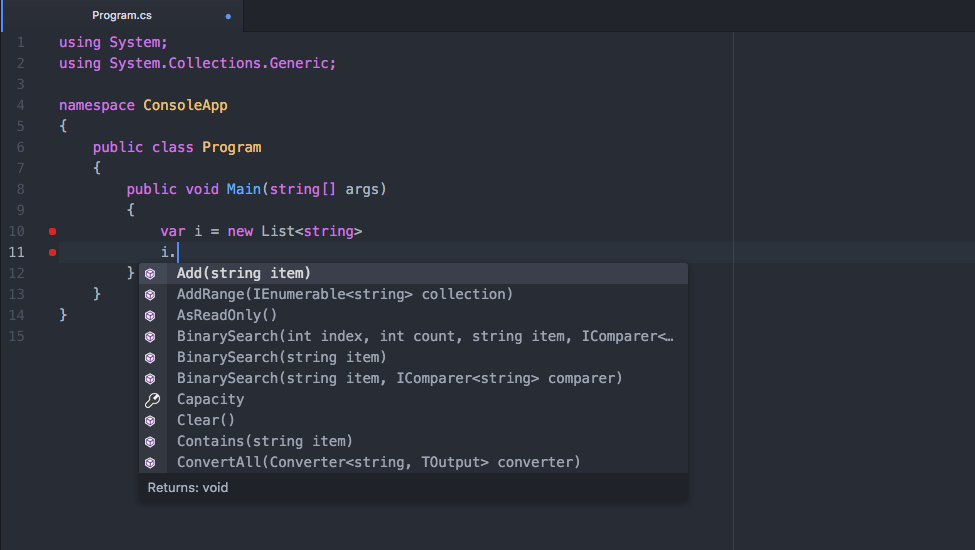 Program.cs
1 using System;
2 using System.Collections.Generic;
3
4 namespace ConsoleApp
5 {
6 public class Program
7 {
8 public void Main(string[] args)
9 {
10 var i = new List<string>
11 i.
12 }
13 }
14 }
15
Add(string item)
AddRange(IEnumerable<string> collection)
AsReadOnly()
BinarySearch(int index, int count, string item, IComparer<…
BinarySearch(string item)
BinarySearch(string item, IComparer<string> comparer)
Capacity
Clear()
Contains(string item)
ConvertAll(Converter<string, TOutput> converter)
Returns: void